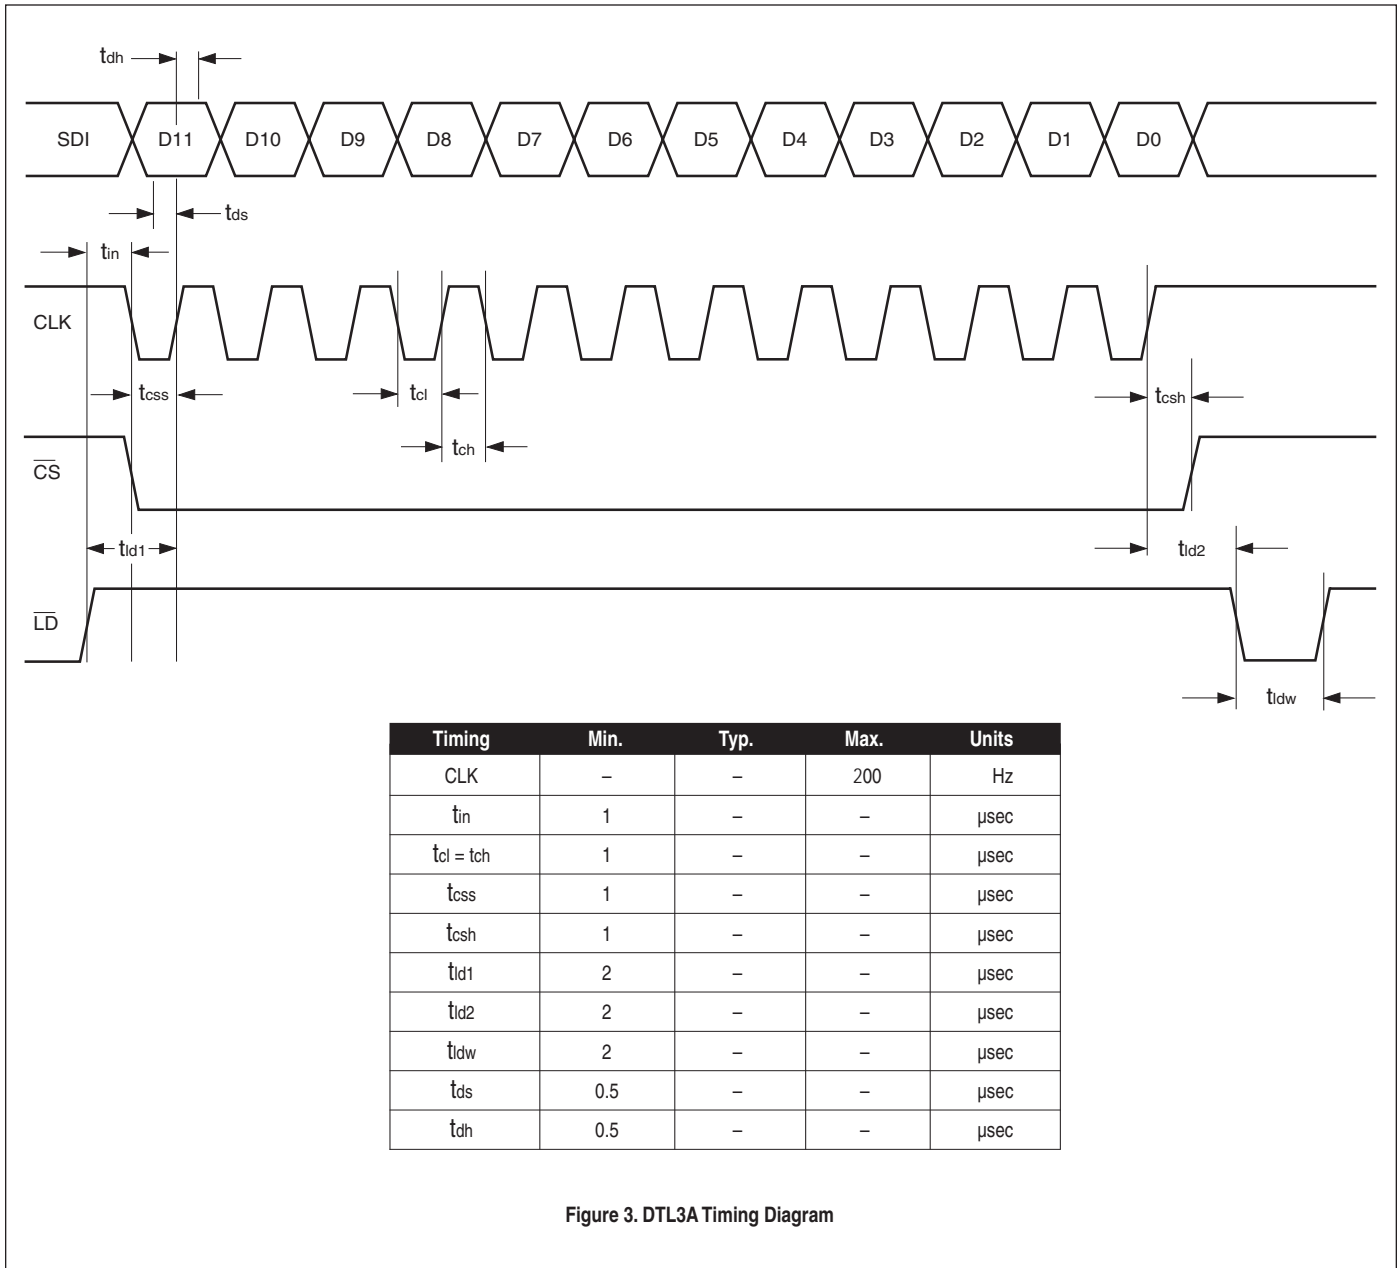 tdh
SDI D11 D10 D9 D8 D7 D6 D5 D4 D3 D2 D1 D0
tds
tin
CLK
tcss tcl tcsh
tch
CS
tld1 tld2
LD
tldw
Timing Min. Typ. Max. Units
CLK – – 200 Hz
tin 1 – – µsec
tcl = tch 1 – – µsec
tcss 1 – – µsec
tcsh 1 – – µsec
tld1 2 – – µsec
tld2 2 – – µsec
tldw 2 – – µsec
tds 0.5 – – µsec
tdh 0.5 – – µsec
Figure 3. DTL3A Timing Diagram